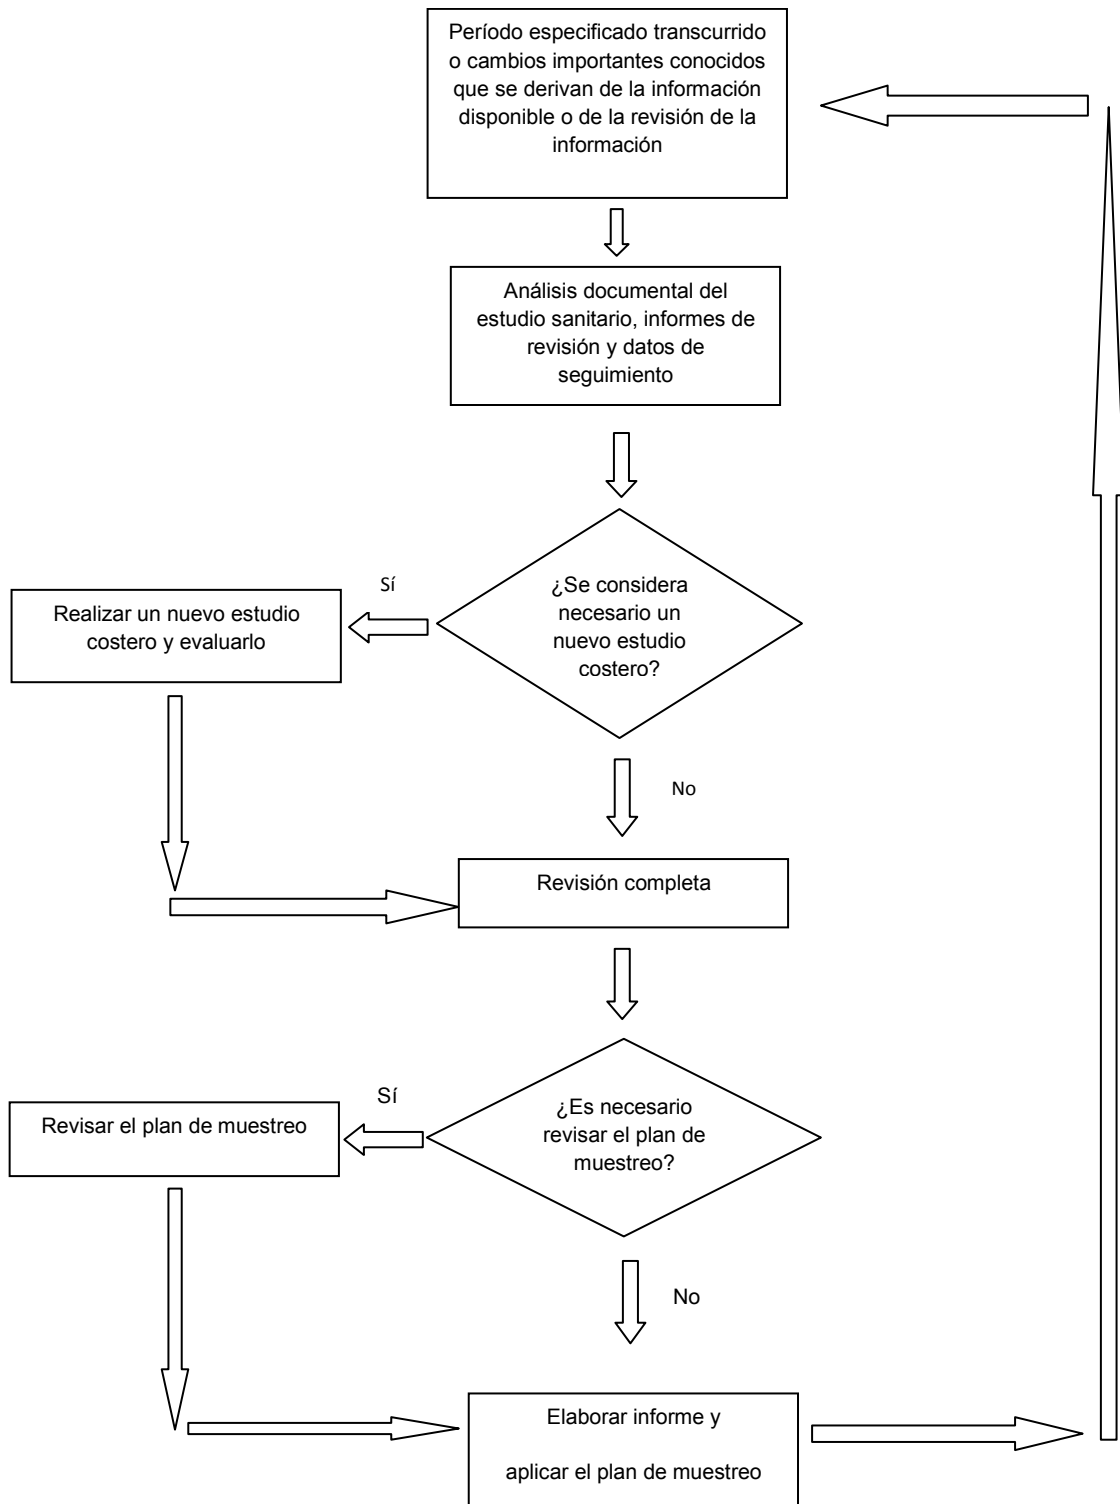 Período especificado transcurrido
o cambios importantes conocidos
que se derivan de la información
disponible o de la revisión de la
información
Análisis documental del
estudio sanitario, informes de
revisión y datos de
seguimiento
¿Se considera
necesario un
nuevo estudio
costero?
Sí
Realizar un nuevo estudio
costero y evaluarlo
No
Revisión completa
¿Es necesario
revisar el plan de
muestreo?
Sí
Revisar el plan de muestreo
No
Elaborar informe y
aplicar el plan de muestreo